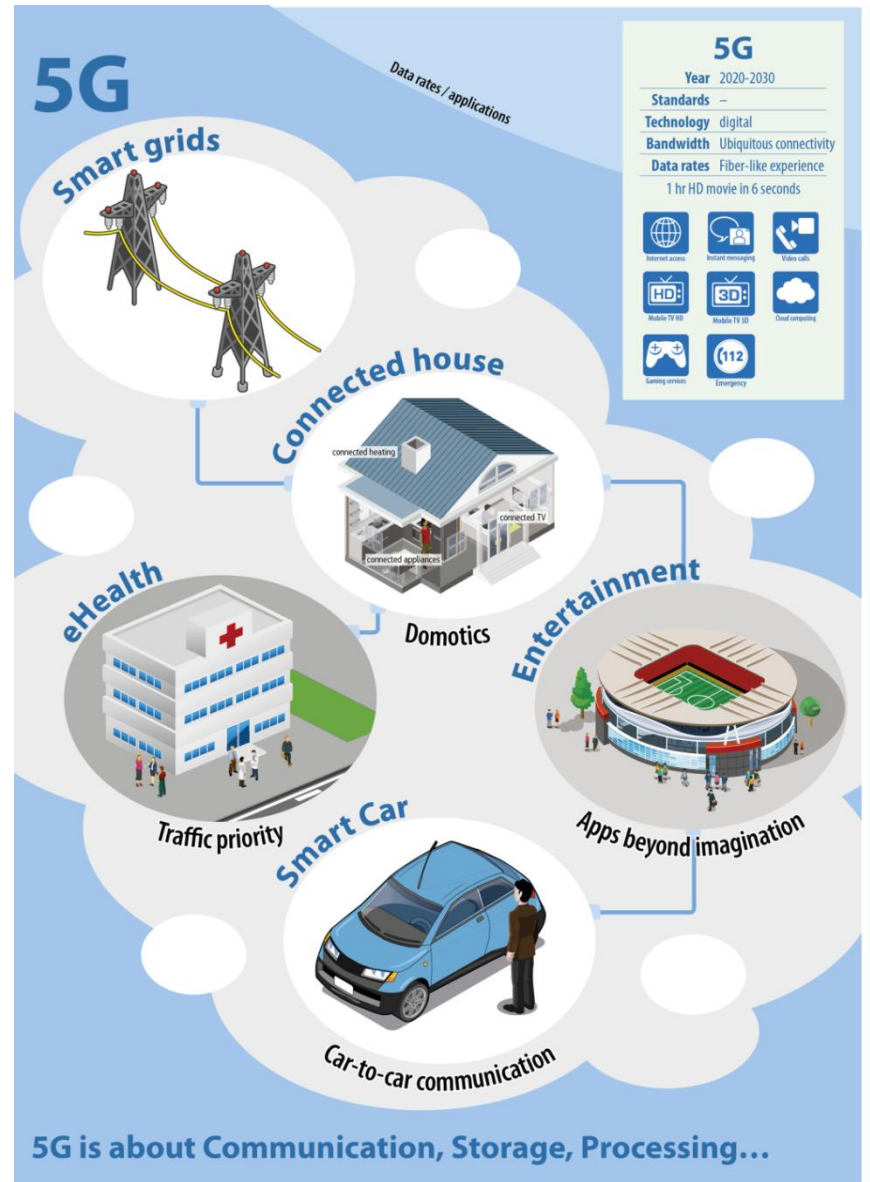 5G
Data rates / applications
5G
Year 2020-2030
Standards –
Technology digital
Bandwidth Ubiquitous connectivity
Data rates Fiber-like experience
1 hr HD movie in 6 seconds
Internet access
Instant messaging
Video calls
HD
3D
Mobile TV HD
Mobile TV 3D
Cloud computing
112
Gaming services
Emergency
Smart grids
Connected house
connected heating
connected TV
connected appliances
Domotics
eHealth
Traffic priority
Entertainment
Apps beyond imagination
Smart Car
Car-to-car communication
5G is about Communication, Storage, Processing…